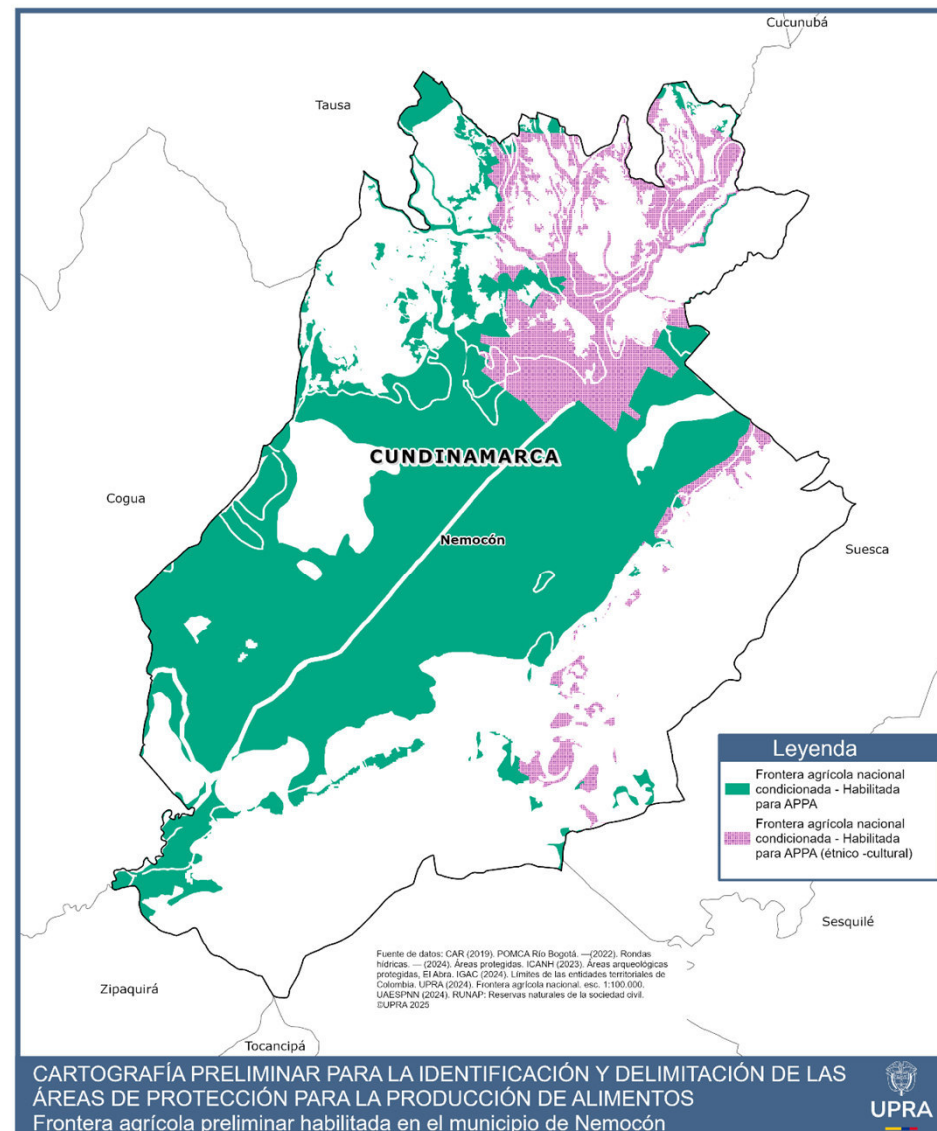 Cucunubá
Tausa
CUNDINAMARCA
Cogua
Nemocón
Suesca
Leyenda
Frontera agrícola nacional
condicionada - Habilitada
para APPA
Frontera agrícola nacional
condicionada - Habilitada
para APPA (étnico -cultural)
Sesquilé
Fuente de datos: CAR (2019). POMCA Río Bogotá. —(2022). Rondas
hídricas. — (2024). Áreas protegidas. ICANH (2023). Áreas arqueológicas
protegidas, El Abra. IGAC (2024). Límites de las entidades territoriales de
Colombia. UPRA (2024). Frontera agrícola nacional. esc. 1:100.000.
UAESPNN (2024). RUNAP: Reservas naturales de la sociedad civil.
©UPRA 2025
Zipaquirá
Tocancipá
CARTOGRAFÍA PRELIMINAR PARA LA IDENTIFICACIÓN Y DELIMITACIÓN DE LAS
ÁREAS DE PROTECCIÓN PARA LA PRODUCCIÓN DE ALIMENTOS
Frontera agrícola preliminar habilitada en el municipio de Nemocón
UPRA